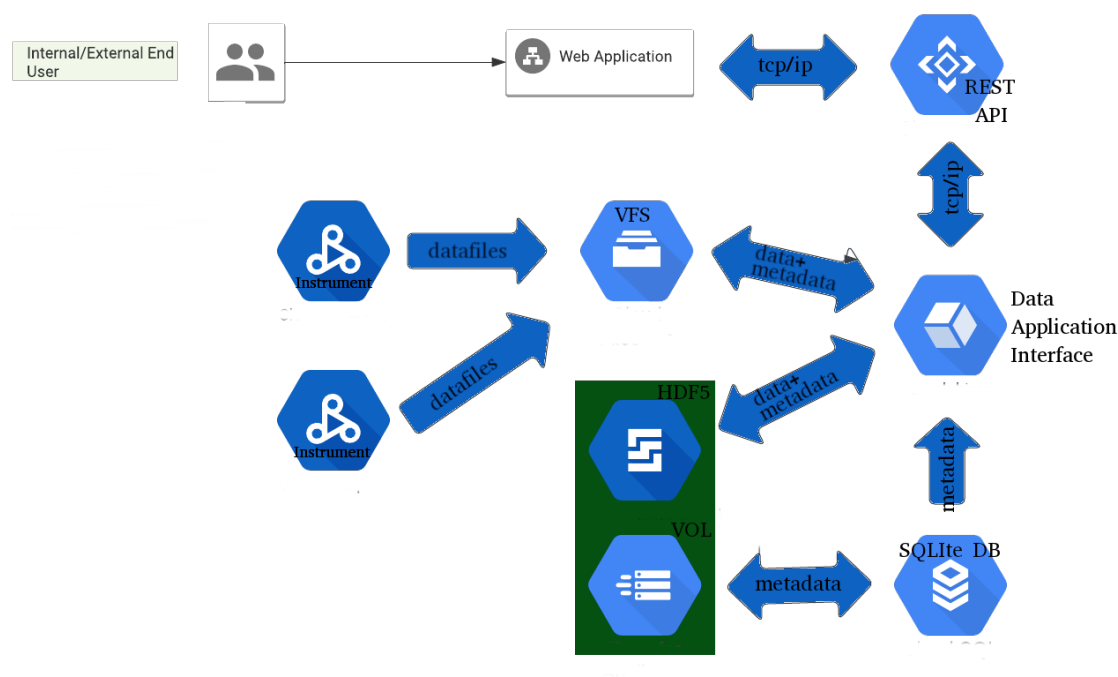 Internal/External End
User
Web Application
tcp/ip
REST
API
tcp/ip
VFS
datafiles
Instrument
data+
metadata
Data
Application
Interface
datafiles
Instrument
HDF5
data+
metadata
metadata
VOL
SQLIte DB
metadata